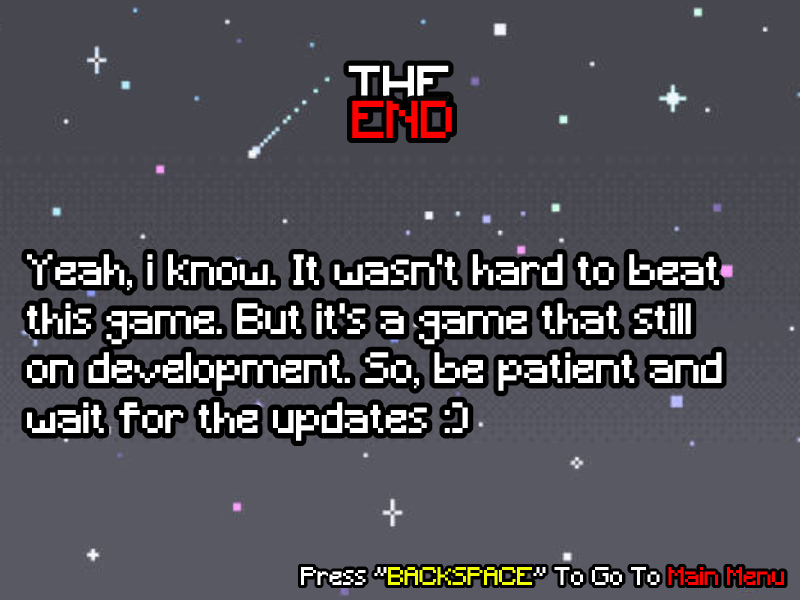 THE
END
Yeah, i know. It wasn't hard to beat
this game. But it's a game that still
on development. So, be patient and
wait for the updates :)
Press "BACKSPACE" To Go To Main Menu